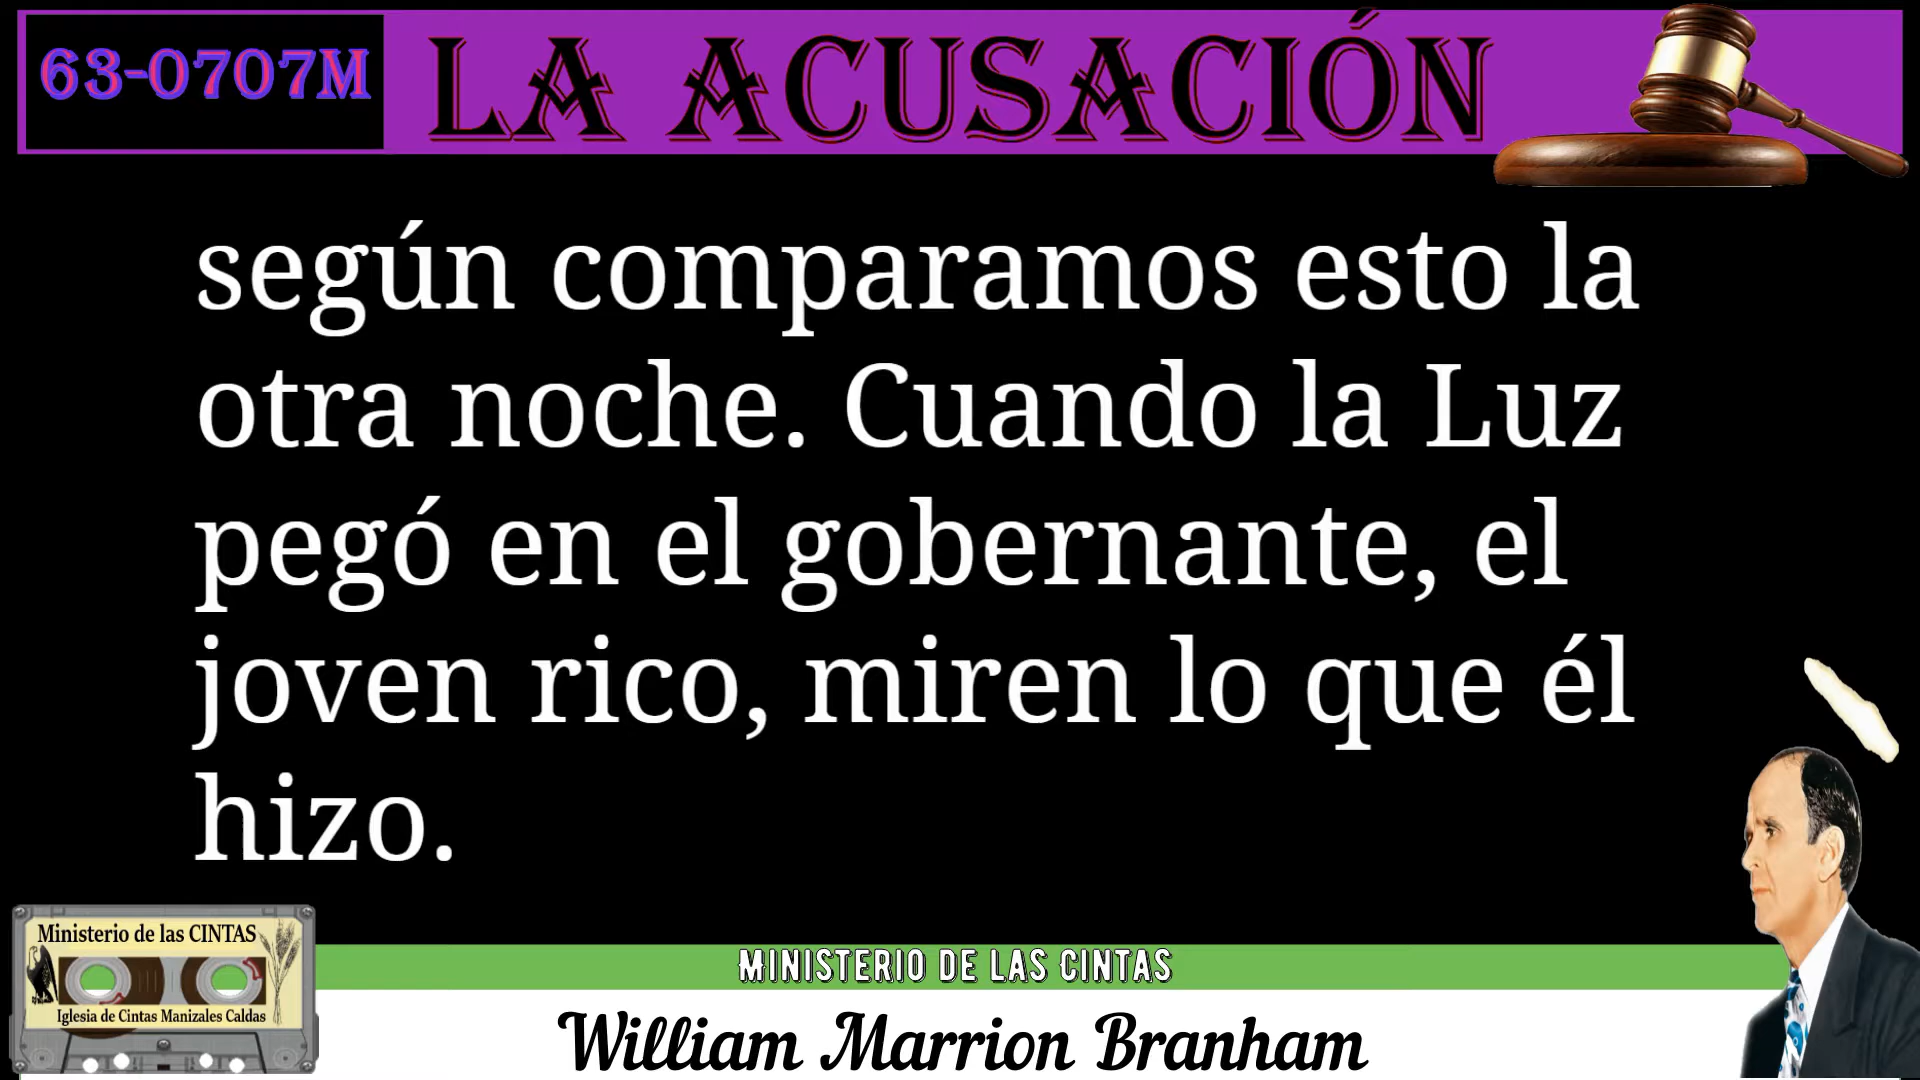 63-0707M
LA ACUSACIÓN
según comparamos esto la
otra noche. Cuando la Luz
pegó en el gobernante, el
joven rico, miren lo que él
hizo.
Ministerio de las CINTAS
Iglesia de Cintas Manizales Caldas
MINISTERIO DE LAS CINTAS
William Marrion Branham